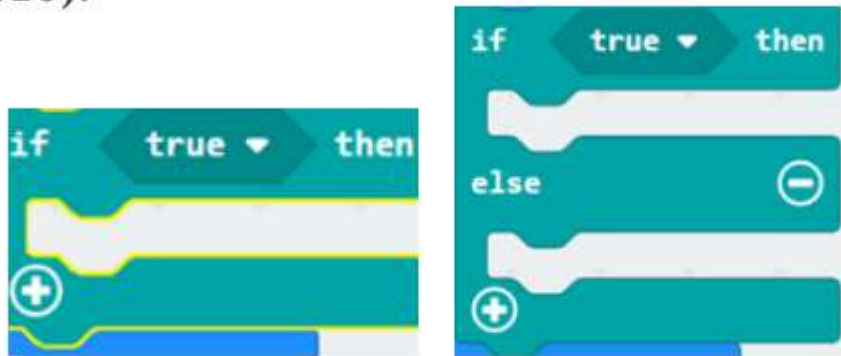 if true then
if true then
else